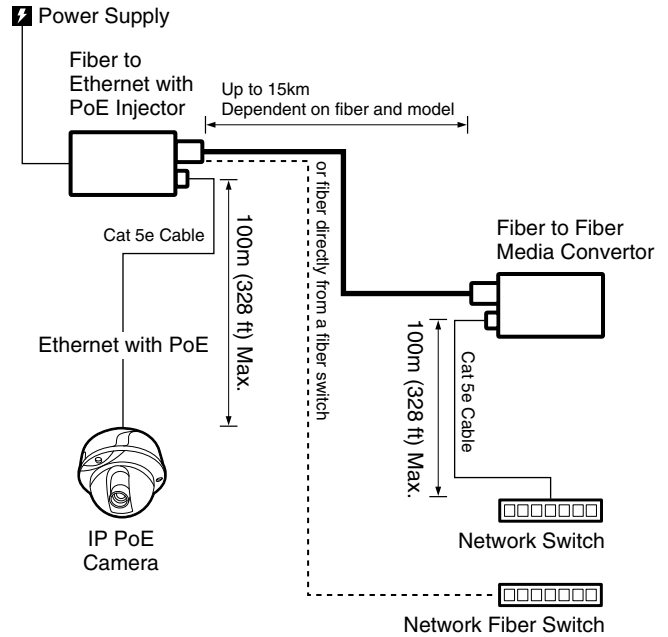 Power Supply
Fiber to
Ethernet with
PoE Injector
Up to 15km
Dependent on fiber and model
or fiber directly from a fiber switch
Cat 5e Cable
100m (328 ft) Max.
Ethernet with PoE
IP PoE
Camera
Fiber to Fiber
Media Convertor
100m (328 ft) Max.
Cat 5e Cable
Network Switch
Network Fiber Switch